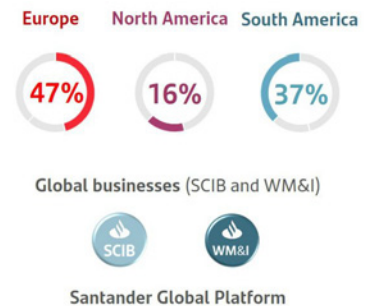 Europe North America South America
47% 16% 37%
Global businesses (SCIB and WM&I)
SCIB WM&I
Santander Global Platform